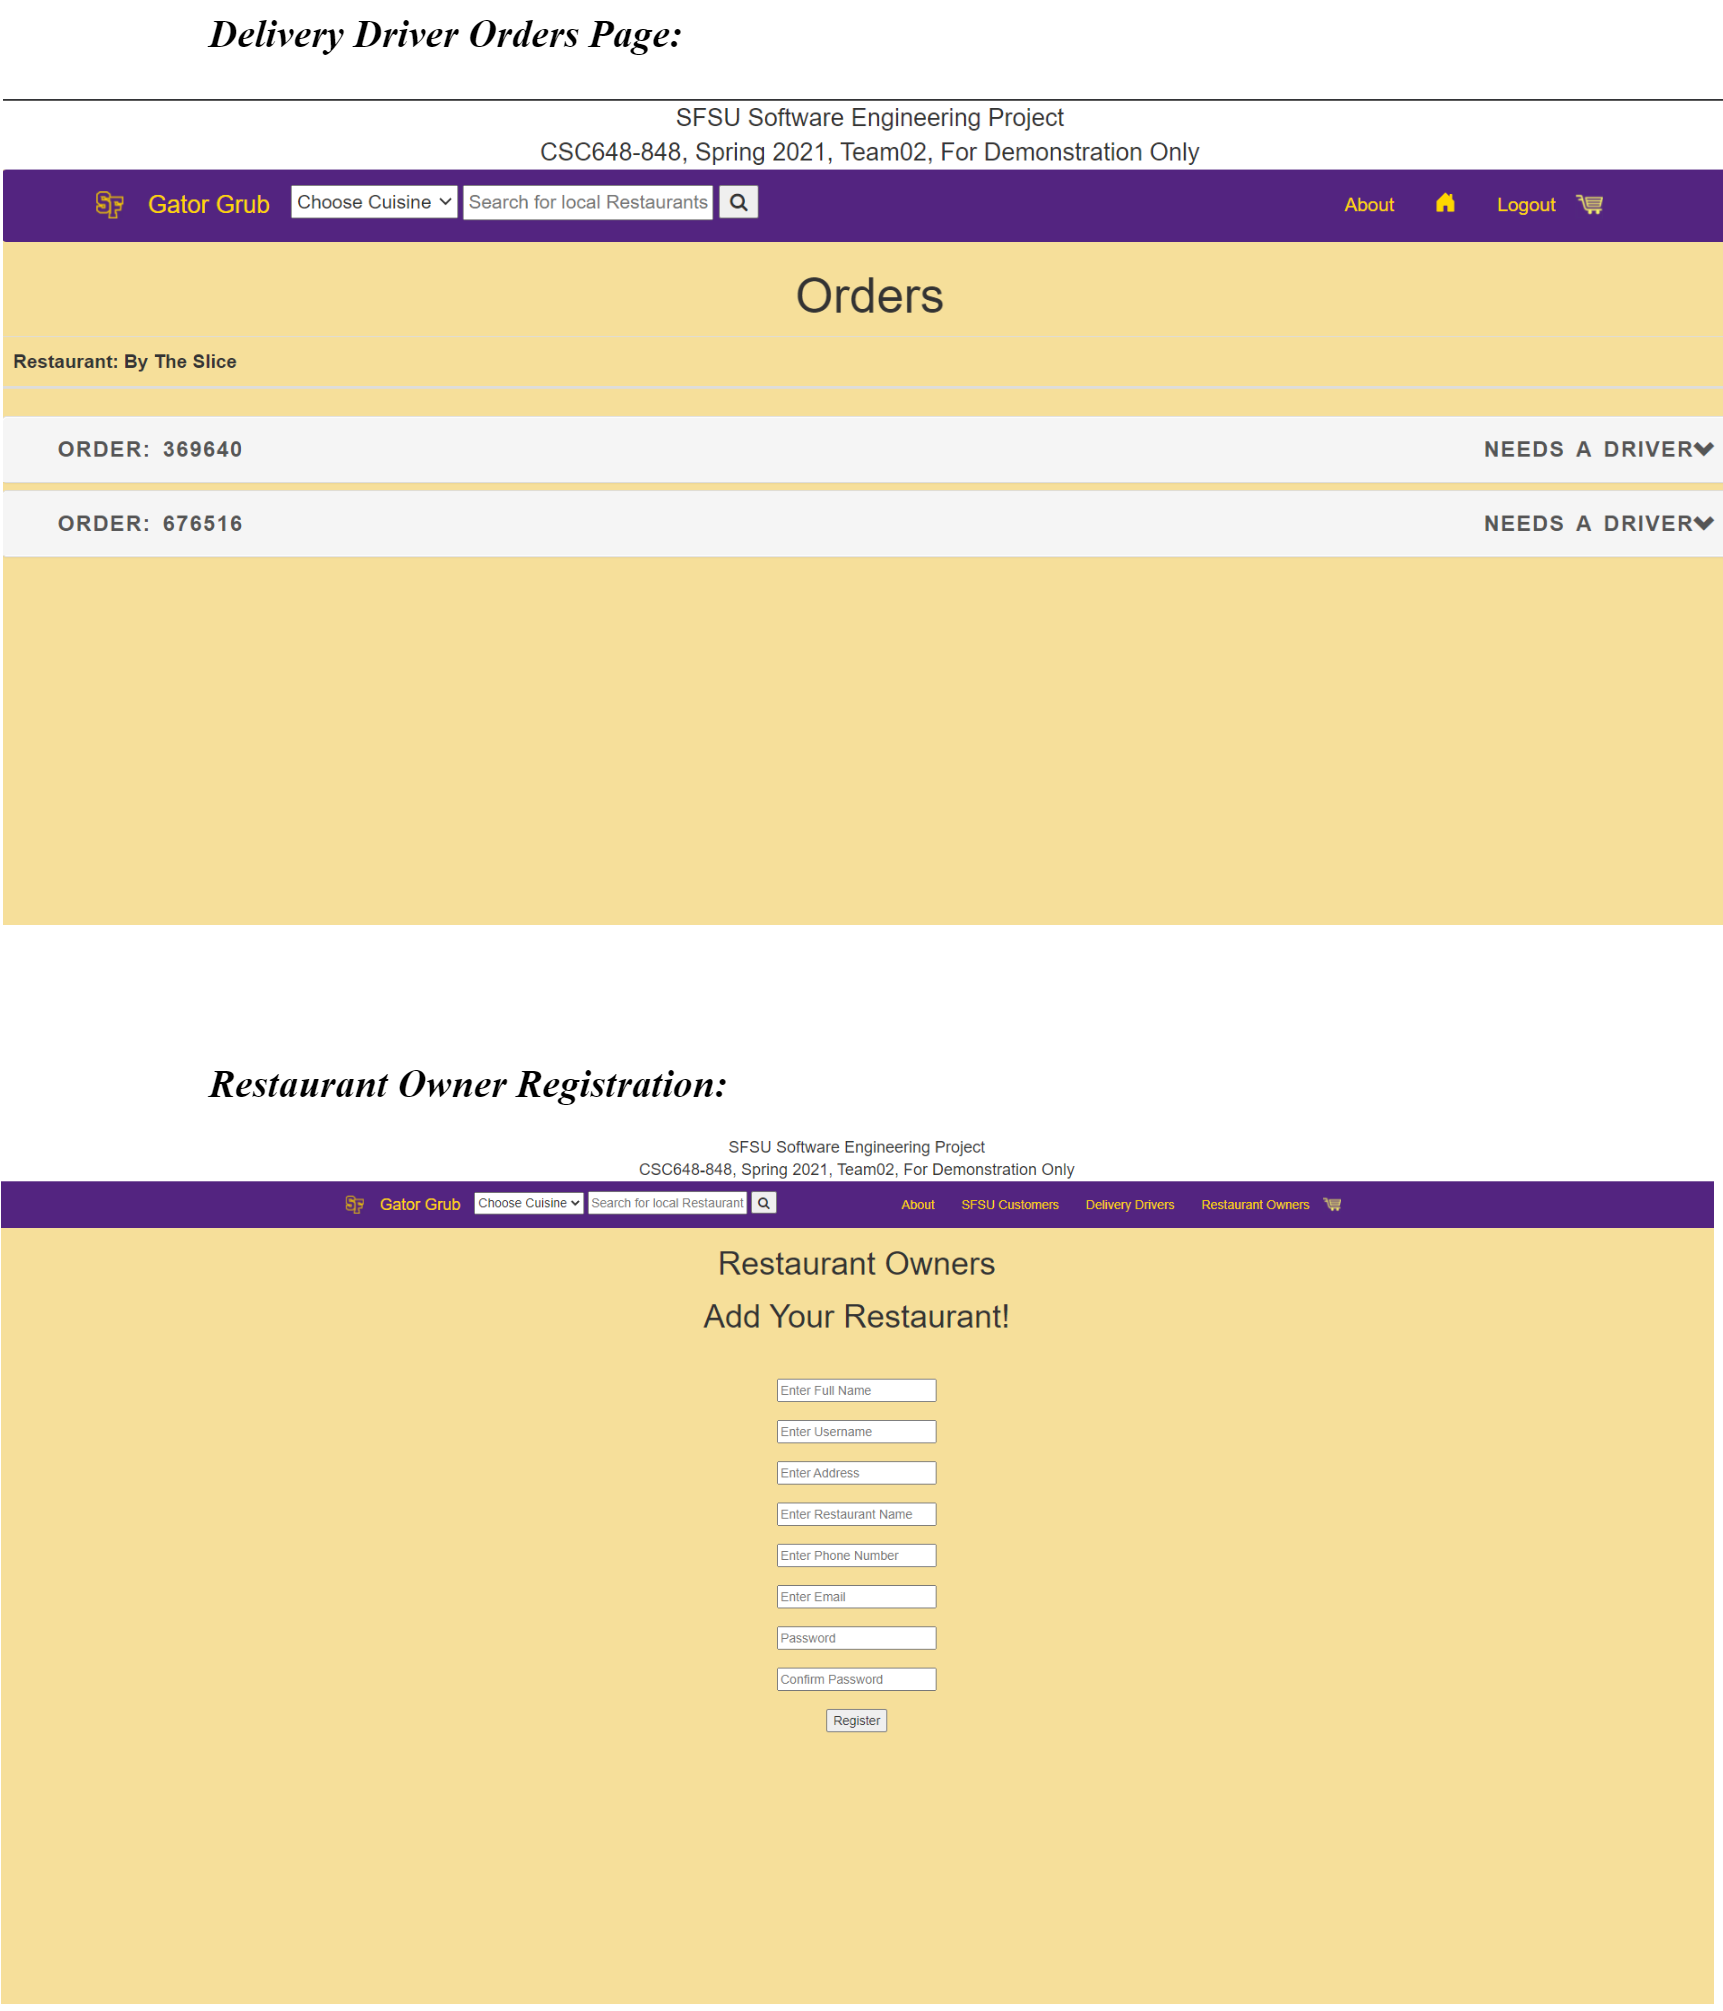 Delivery Driver Orders Page:
SFSU Software Engineering Project
CSC648-848, Spring 2021, Team02, For Demonstration Only
SF Gator Grub Choose Cuisine Search for local Restaurants About Logout
Orders
Restaurant: By The Slice
ORDER: 369640 NEEDS A DRIVER
ORDER: 676516 NEEDS A DRIVER
Restaurant Owner Registration:
SFSU Software Engineering Project
CSC648-848, Spring 2021, Team02, For Demonstration Only
SF Gator Grub Choose Cuisine Search for local Restaurant About SFSU Customers Delivery Drivers Restaurant Owners
Restaurant Owners
Add Your Restaurant!
Enter Full Name
Enter Username
Enter Address
Enter Restaurant Name
Enter Phone Number
Enter Email
Password
Confirm Password
Register